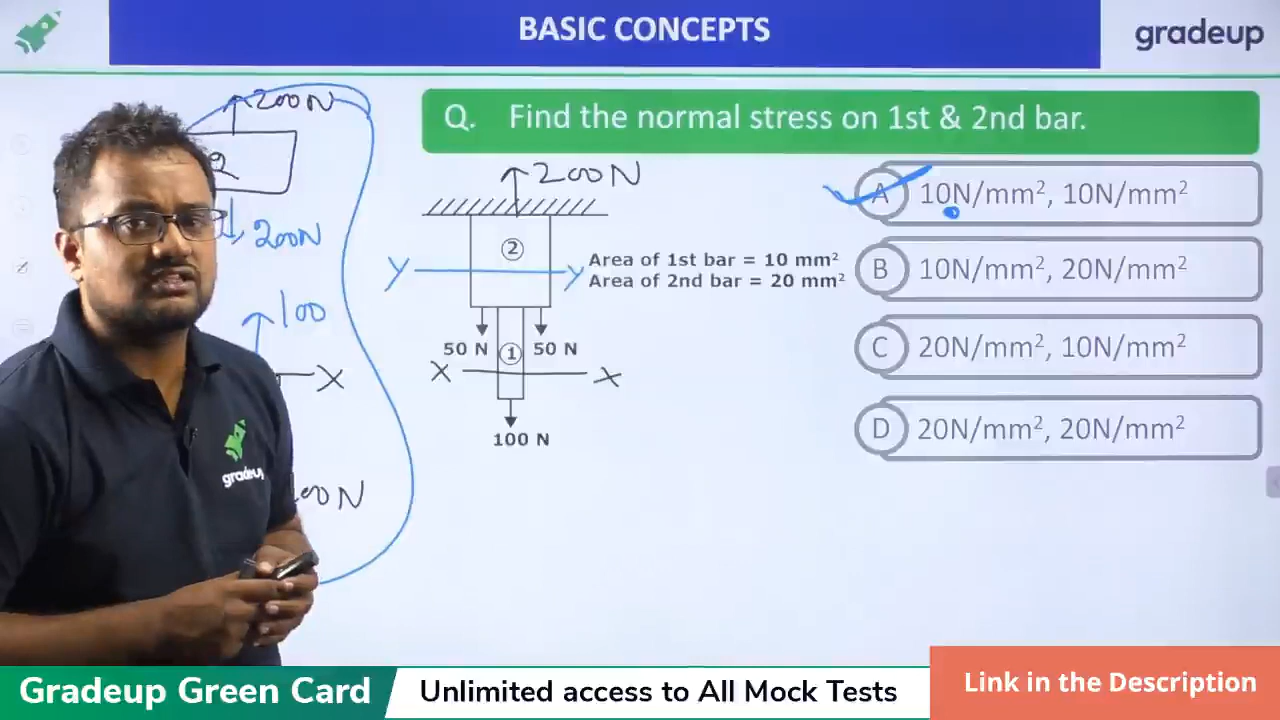 BASIC CONCEPTS
gradeup
200N
2
200N
100
X
00N
Q. Find the normal stress on 1st & 2nd bar.
200N
②
Y Y
Area of 1st bar = 10 mm²
Area of 2nd bar = 20 mm²
50 N ① 50 N
X X
100 N
A 10N/mm², 10N/mm²
B 10N/mm², 20N/mm²
C 20N/mm², 10N/mm²
D 20N/mm², 20N/mm²
gradeup
Gradeup Green Card
Unlimited access to All Mock Tests
Link in the Description